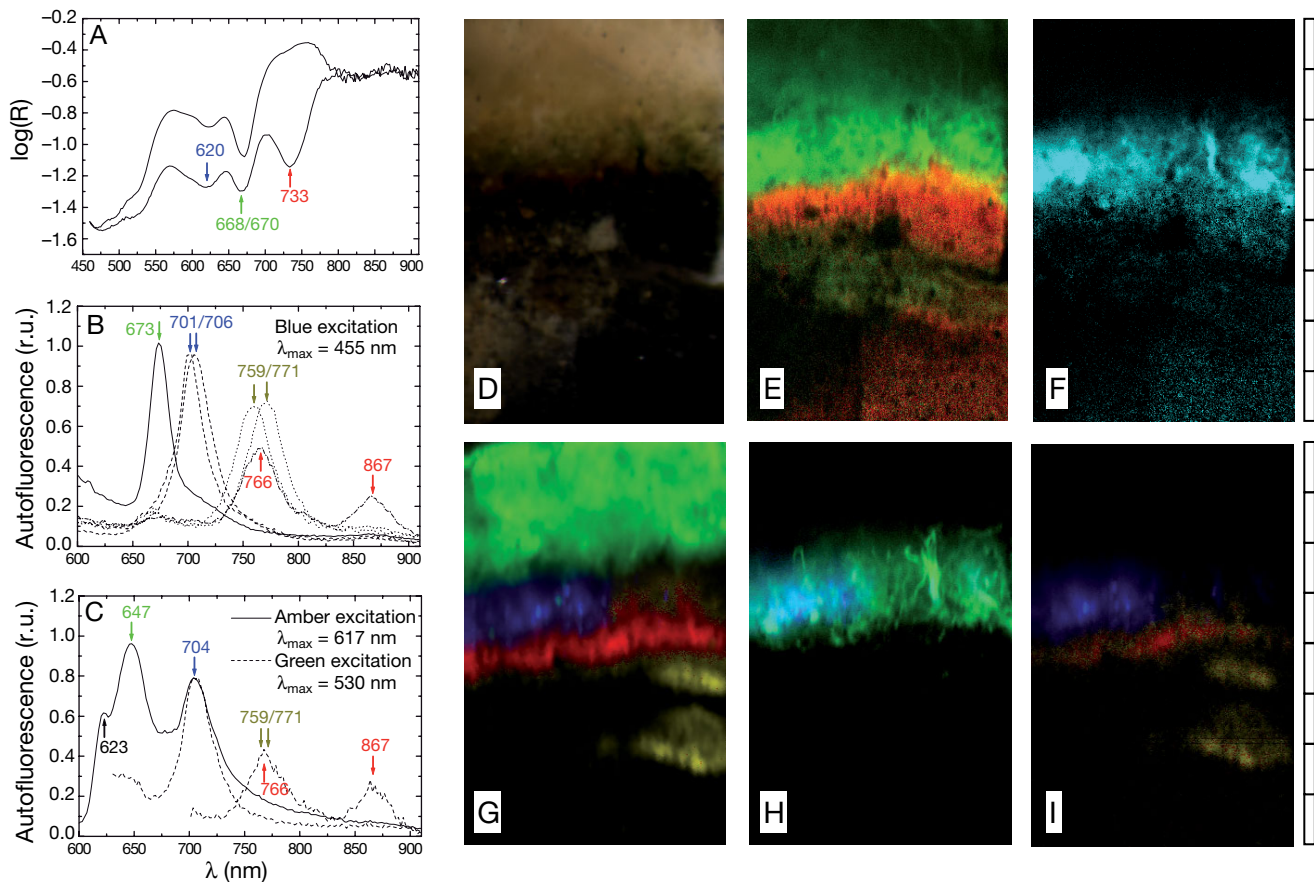 A
−0.2
−0.4
−0.6
−0.8
−1.0
−1.2
−1.4
−1.6
log(R)
620
668/670
733
450 500 550 600 650 700 750 800 850 900
B
1.2
1.0
0.8
0.6
0.4
0.2
0.0
Autofluorescence (r.u.)
673
701/706
Blue excitation
λmax = 455 nm
759/771
766
867
600 650 700 750 800 850 900
C
1.2
1.0
0.8
0.6
0.4
0.2
0.0
Autofluorescence (r.u.)
647
623
704
Amber excitation
λmax = 617 nm
Green excitation
λmax = 530 nm
759/771
766
867
600 650 700 750 800 850 900
λ (nm)
D
E
F
G
H
I